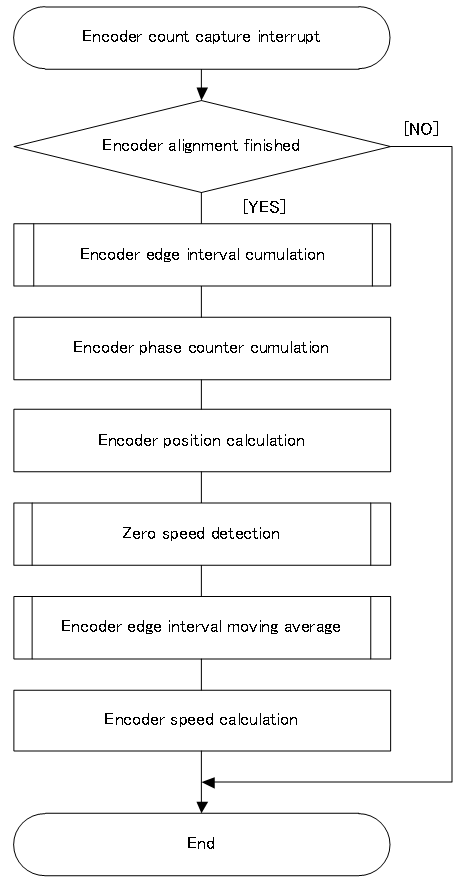 Encoder count capture interrupt
[NO]
Encoder alignment finished
[YES]
Encoder edge interval cumulation
Encoder phase counter cumulation
Encoder position calculation
Zero speed detection
Encoder edge interval moving average
Encoder speed calculation
End